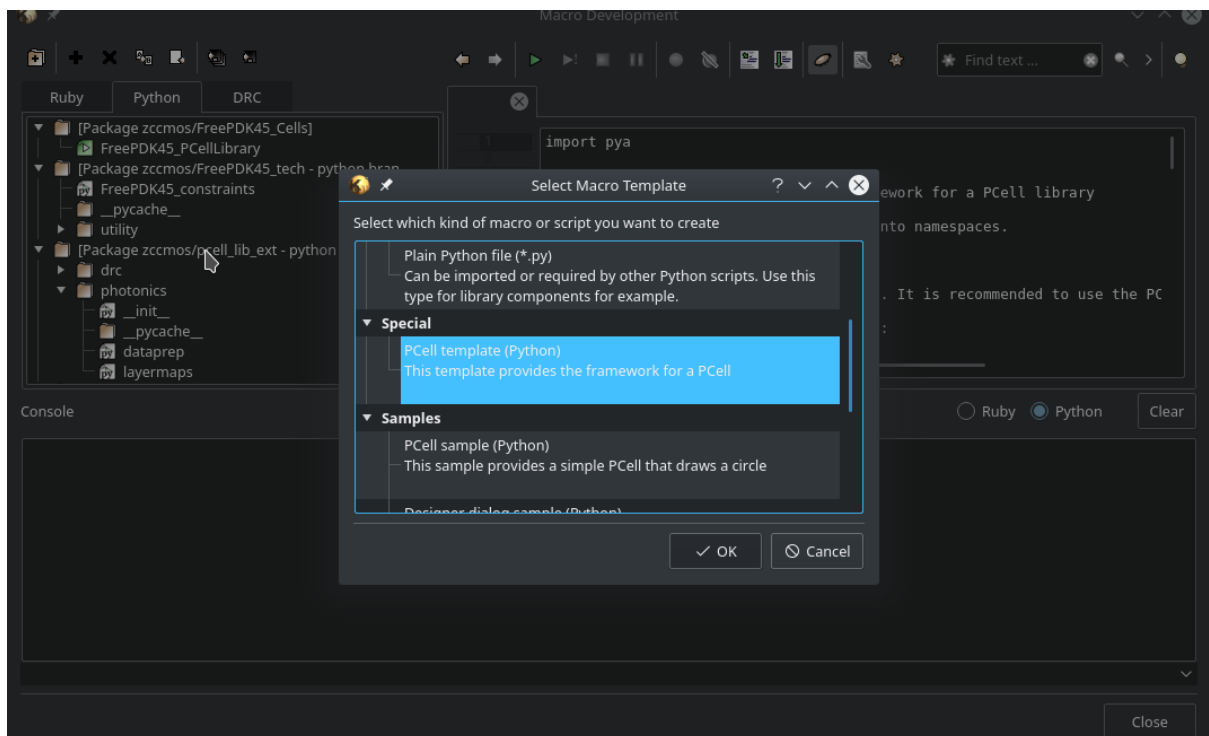 Macro Development
Find text ...
Ruby
Python
DRC
[Package zccmos/FreePDK45_Cells]
FreePDK45_PCellLibrary
[Package zccmos/FreePDK45_tech - python bran
FreePDK45_constraints
__pycache__
utility
[Package zccmos/pcell_lib_ext - python
drc
photonics
__init__
__pycache__
dataprep
layermaps
1
import pya
ework for a PCell library
nto namespaces.
. It is recommended to use the PC
:
Select Macro Template
Select which kind of macro or script you want to create
Plain Python file (*.py)
Can be imported or required by other Python scripts. Use this
type for library components for example.
Special
PCell template (Python)
This template provides the framework for a PCell
Samples
PCell sample (Python)
This sample provides a simple PCell that draws a circle
Designer dialog sample (Python)
OK
Cancel
Console
Ruby
Python
Clear
Close